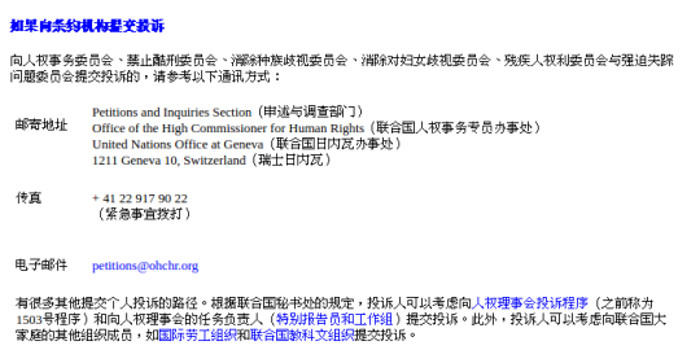 如果向条约机构提交投诉
向人权事务委员会、禁止酷刑委员会、消除种族歧视委员会、消除对妇女歧视委员会、残疾人权利委员会与强迫失踪
问题委员会提交投诉的，请参考以下通讯方式：
邮寄地址
Petitions and Inquiries Section（申述与调查部门）
Office of the High Commissioner for Human Rights（联合国人权事务专员办事处）
United Nations Office at Geneva（联合国日内瓦办事处）
1211 Geneva 10, Switzerland（瑞士日内瓦）
传真
+ 41 22 917 90 22
（紧急事宜拨打）
电子邮件 petitions@ohchr.org
有很多其他提交个人投诉的路径。根据联合国秘书处的规定，投诉人可以考虑向人权理事会投诉程序（之前称为
1503号程序）和向人权理事会的任务负责人（特别报告员和工作组）提交投诉。此外，投诉人可以考虑向联合国大
家庭的其他组织成员，如国际劳工组织和联合国教科文组织提交投诉。